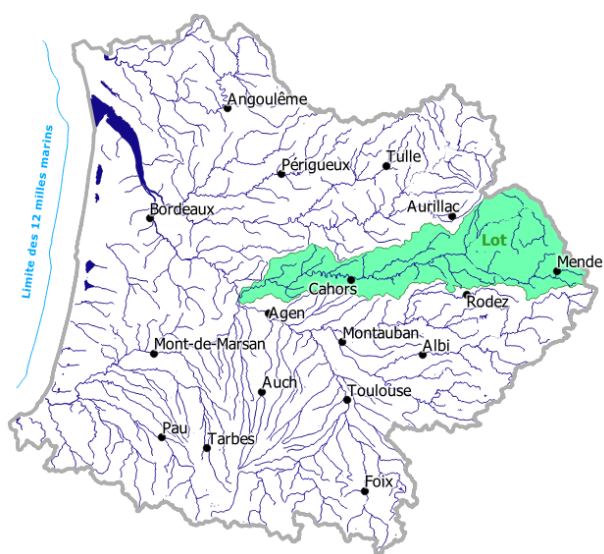 Limite des 12 milles marins
Angoulême
Périgueux
Tulle
Aurillac
Bordeaux
Lot
Mende
Cahors
Rodez
Agen
Montauban
Albi
Mont-de-Marsan
Auch
Toulouse
Pau
Tarbes
Foix